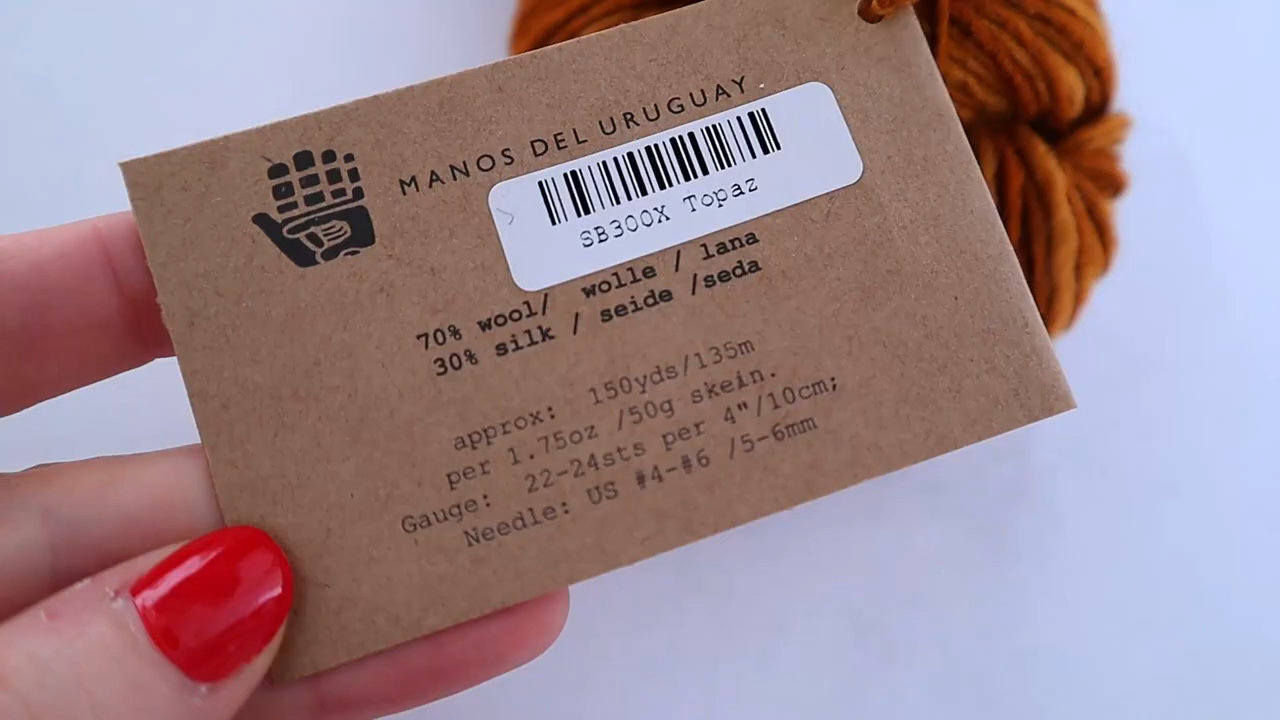 MANOS DEL URUGUAY
SB300X Topaz
70% wool/ wolle / lana
30% silk / seide /seda
approx: 150yds/135m
per 1.75oz /50g skein.
Gauge: 22-24sts per 4"/10cm;
Needle: US #4-#6 /5-6mm